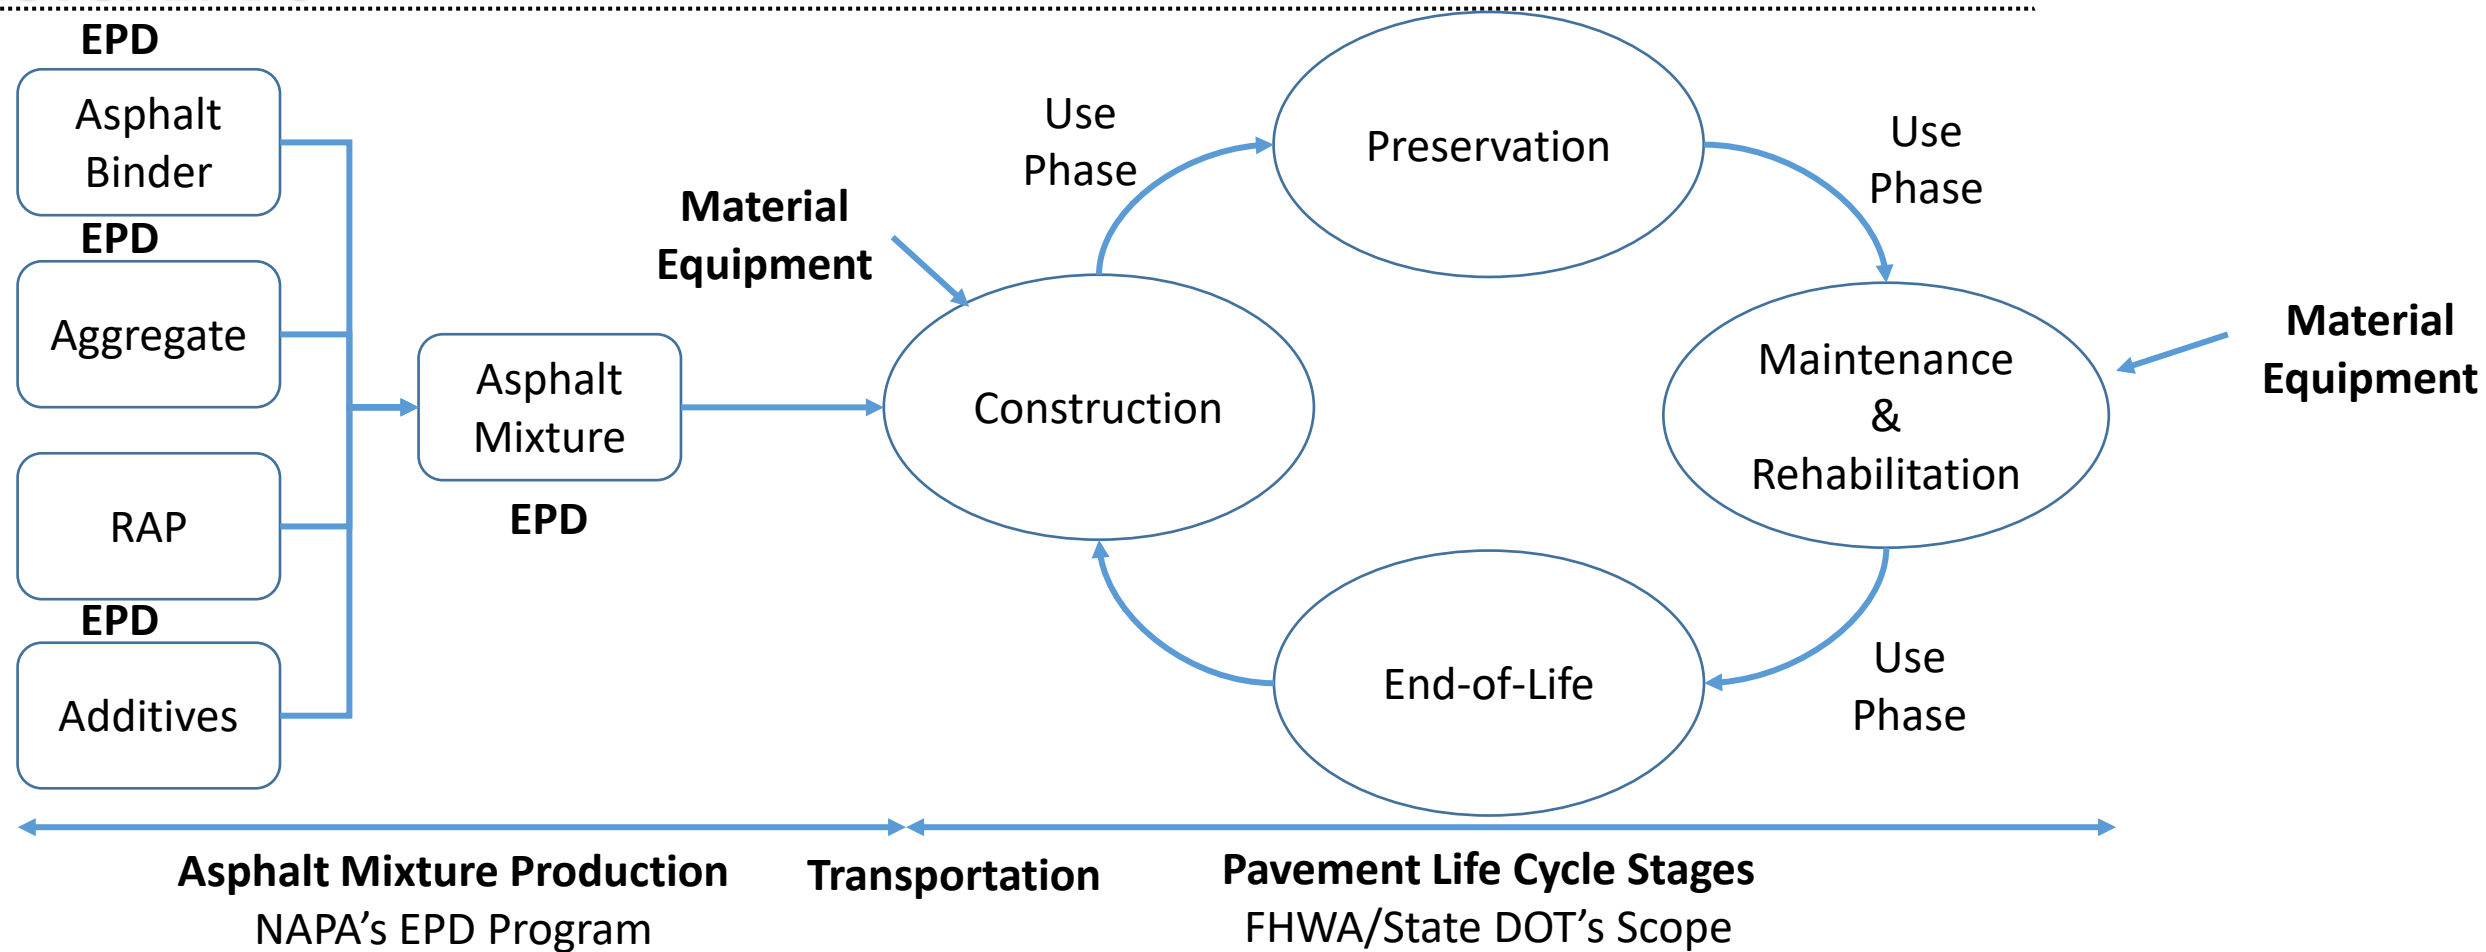 EPD
Asphalt
Binder
EPD
Aggregate
RAP
EPD
Additives
Asphalt
Mixture
EPD
Material
Equipment
Construction
Use
Phase
Preservation
Use
Phase
Maintenance
&
Rehabilitation
Material
Equipment
Use
Phase
End-of-Life
Asphalt Mixture Production
NAPA’s EPD Program
Transportation
Pavement Life Cycle Stages
FHWA/State DOT’s Scope